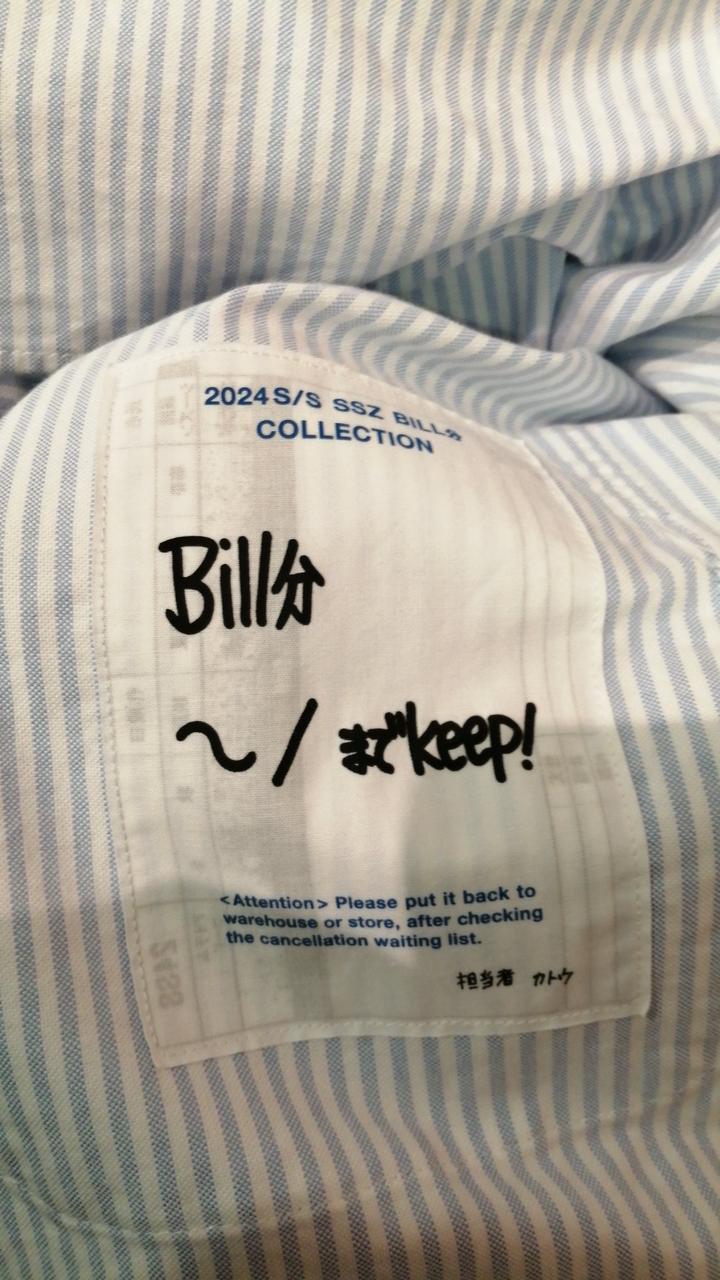 2024 S/S SSZ BILL分
COLLECTION
Bill分
〜/までkeep!
<Attention> Please put it back to
warehouse or store, after checking
the cancellation waiting list.
担当者 カトウ
24SS